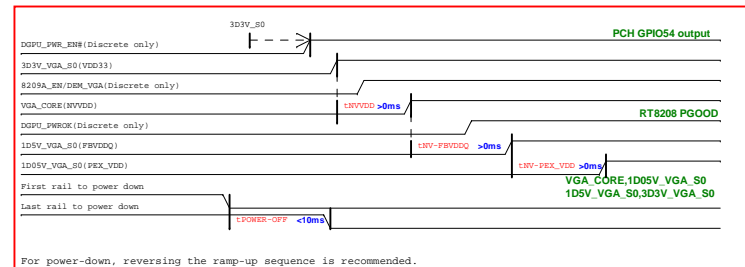 3D3V_S0
PCH GPIO54 output
DGPU_PWR_EN#(Discrete only)
3D3V_VGA_S0(VDD33)
8209A_EN/DEM_VGA(Discrete only)
VGA_CORE(NVVDD)
tNVVDD >0ms
RT8208 PGOOD
DGPU_PWROK(Discrete only)
1D5V_VGA_S0(FBVDDQ)
tNV-FBVDDQ >0ms
1D05V_VGA_S0(PEX_VDD)
tNV-PEX_VDD >0ms
VGA_CORE,1D05V_VGA_S0
1D5V_VGA_S0,3D3V_S0
First rail to power down
Last rail to power down
tPOWER-OFF <10ms
For power-down, reversing the ramp-up sequence is recommended.